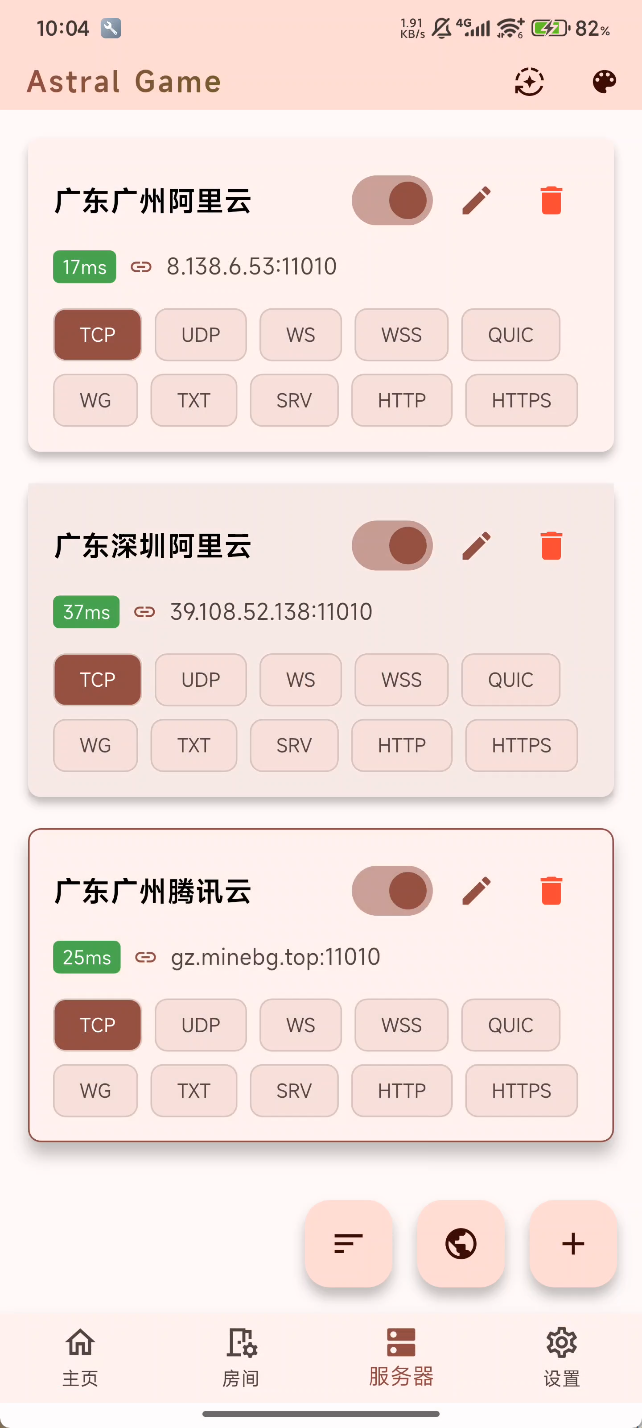 10:04 1.91 KB/s 4G 6 82%
Astral Game
广东广州阿里云
17ms 8.138.6.53:11010
TCP UDP WS WSS QUIC
WG TXT SRV HTTP HTTPS
广东深圳阿里云
37ms 39.108.52.138:11010
TCP UDP WS WSS QUIC
WG TXT SRV HTTP HTTPS
广东广州腾讯云
25ms gz.minebg.top:11010
TCP UDP WS WSS QUIC
WG TXT SRV HTTP HTTPS
主页 房间 服务器 设置